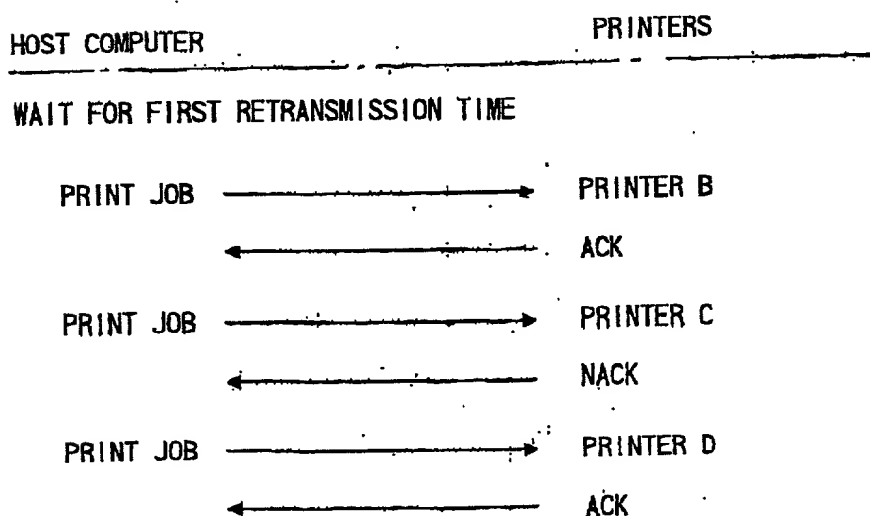 HOST COMPUTER PRINTERS
WAIT FOR FIRST RETRANSMISSION TIME
PRINT JOB PRINTER B
ACK
PRINT JOB PRINTER C
NACK
PRINT JOB PRINTER D
ACK